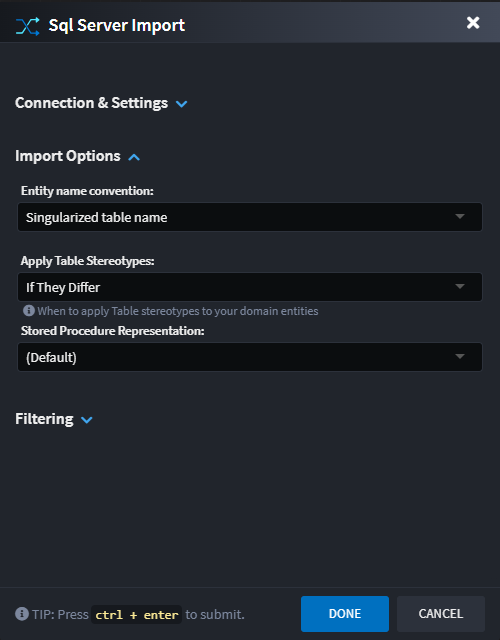 Sql Server Import
Connection & Settings
Import Options
Entity name convention:
Singularized table name
Apply Table Stereotypes:
If They Differ
When to apply Table stereotypes to your domain entities
Stored Procedure Representation:
(Default)
Filtering
TIP: Press ctrl + enter to submit.
DONE
CANCEL